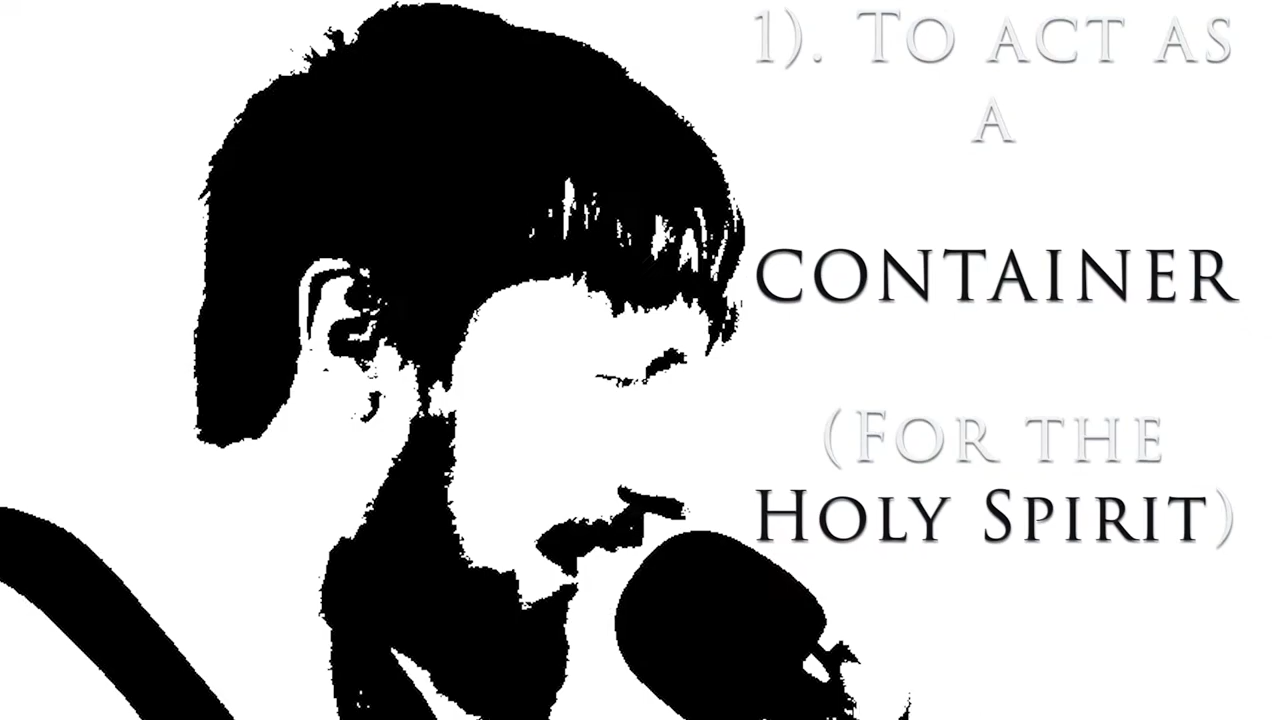 1). To act as
a
container
(For the
Holy Spirit)